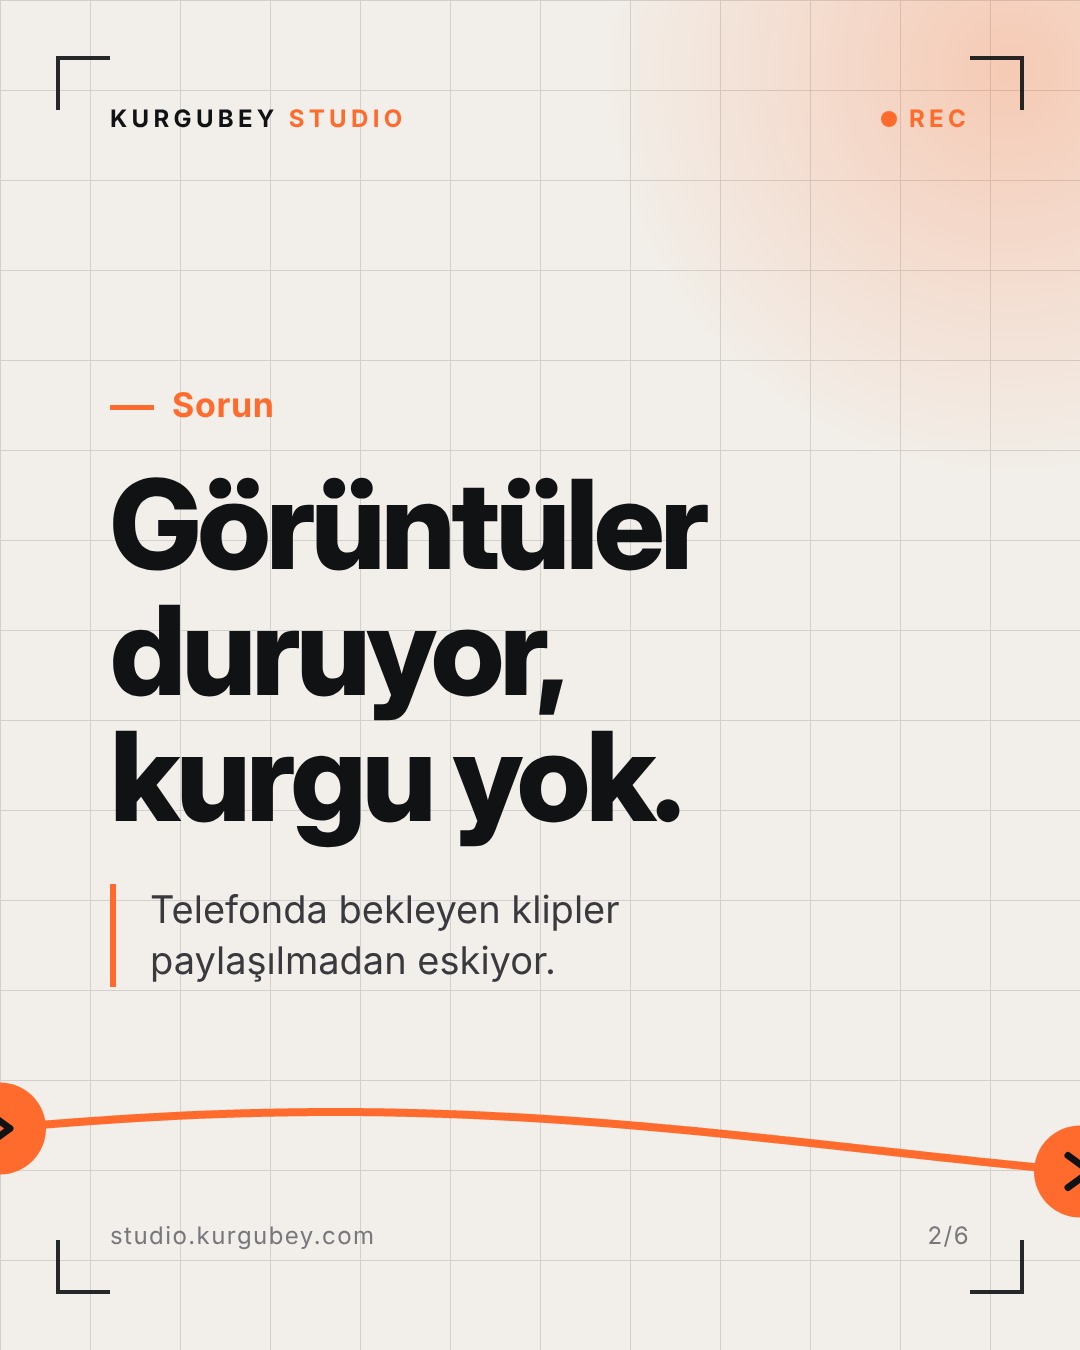 KURGUBEY STUDIO
REC
Sorun
Görüntüler
duruyor,
kurgu yok.
Telefonda bekleyen klipler
paylaşılmadan eskiyor.
studio.kurgubey.com
2/6